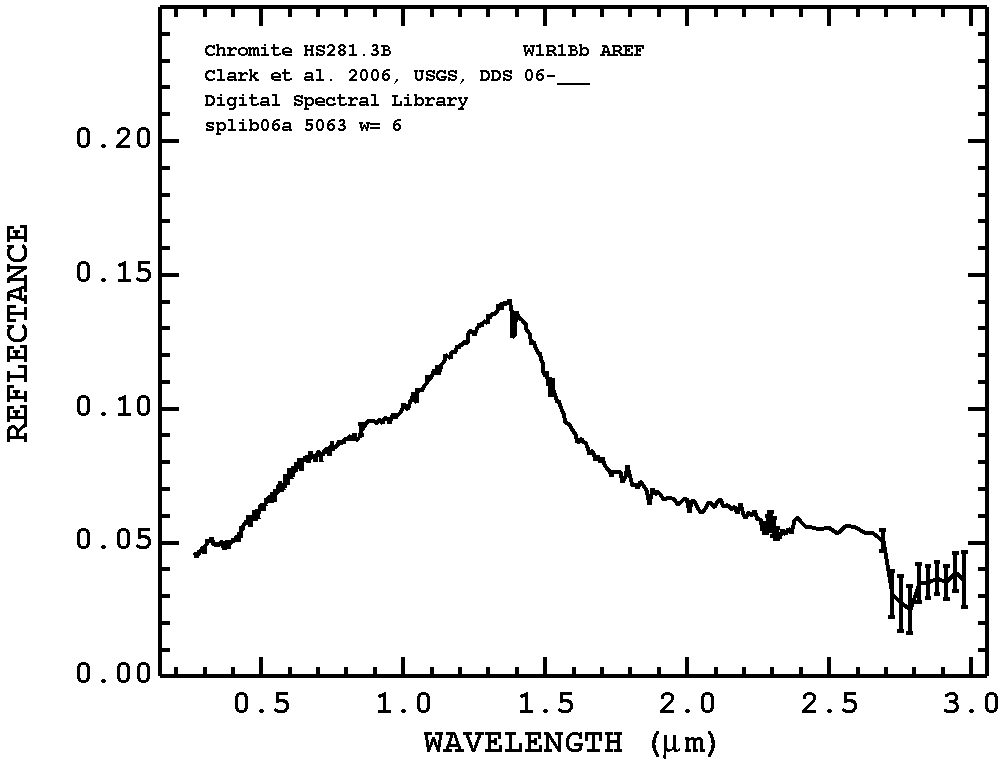 Chromite HS281.3B W1R1Bb AREF
Clark et al. 2006, USGS, DDS 06-___
Digital Spectral Library
splib06a 5063 w= 6
REFLECTANCE
0.20
0.15
0.10
0.05
0.00
0.5 1.0 1.5 2.0 2.5 3.0
WAVELENGTH (μm)